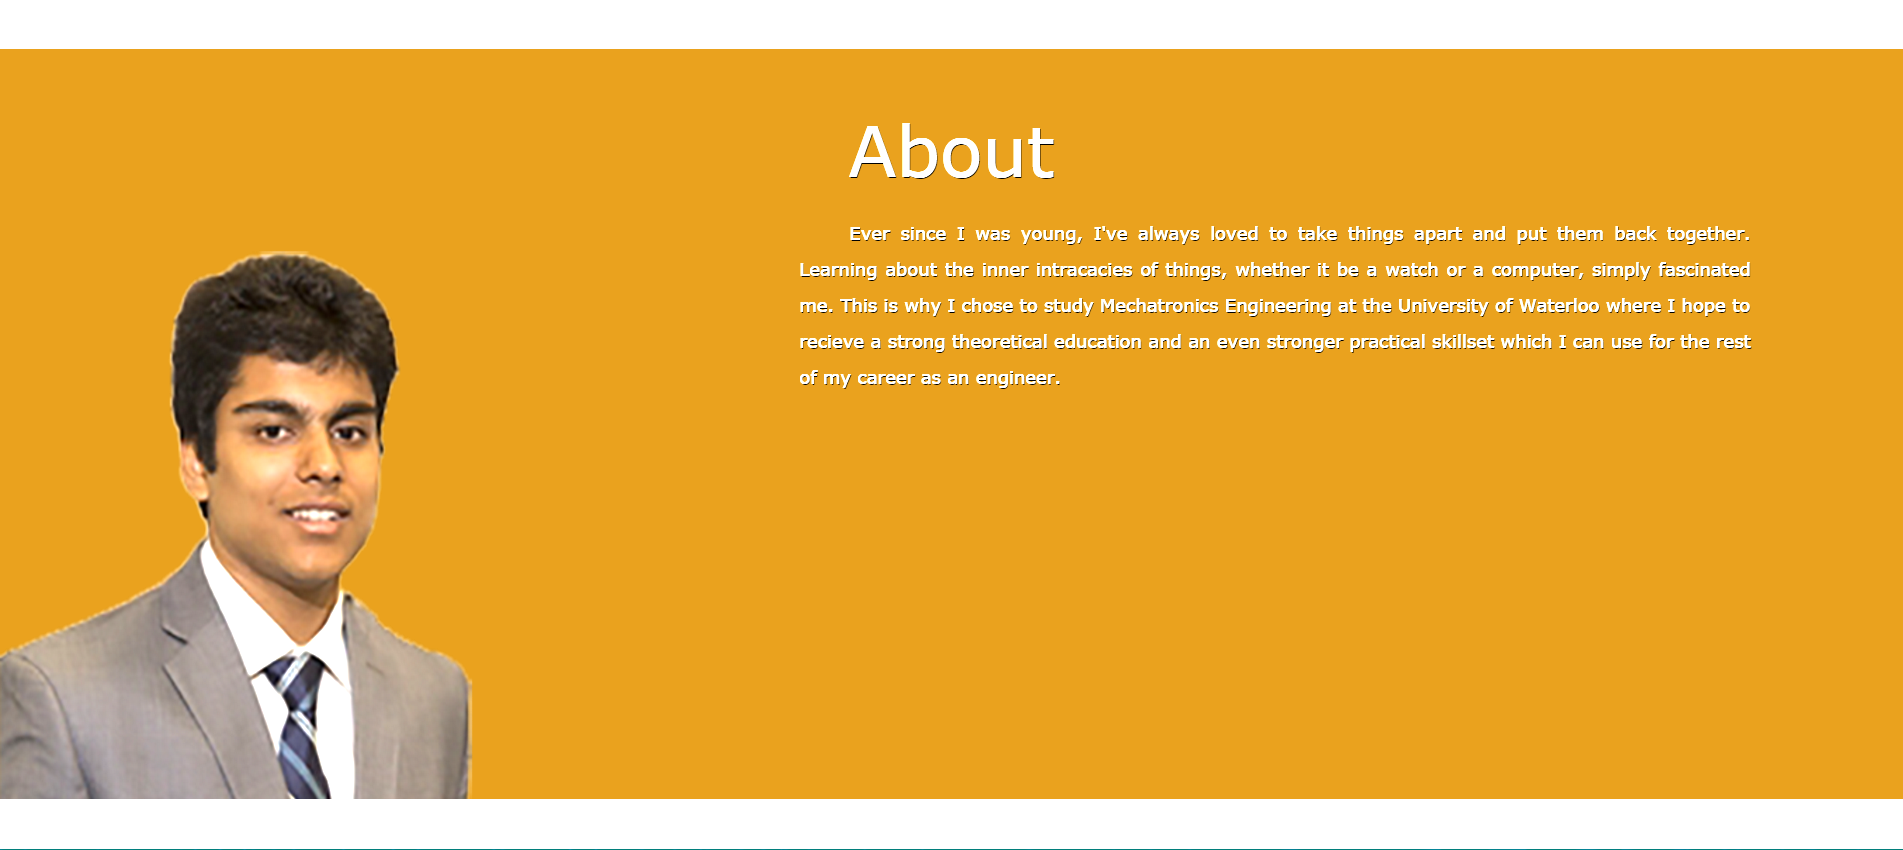 About
Ever since I was young, I've always loved to take things apart and put them back together.
Learning about the inner intracacies of things, whether it be a watch or a computer, simply fascinated
me. This is why I chose to study Mechatronics Engineering at the University of Waterloo where I hope to
recieve a strong theoretical education and an even stronger practical skillset which I can use for the rest
of my career as an engineer.